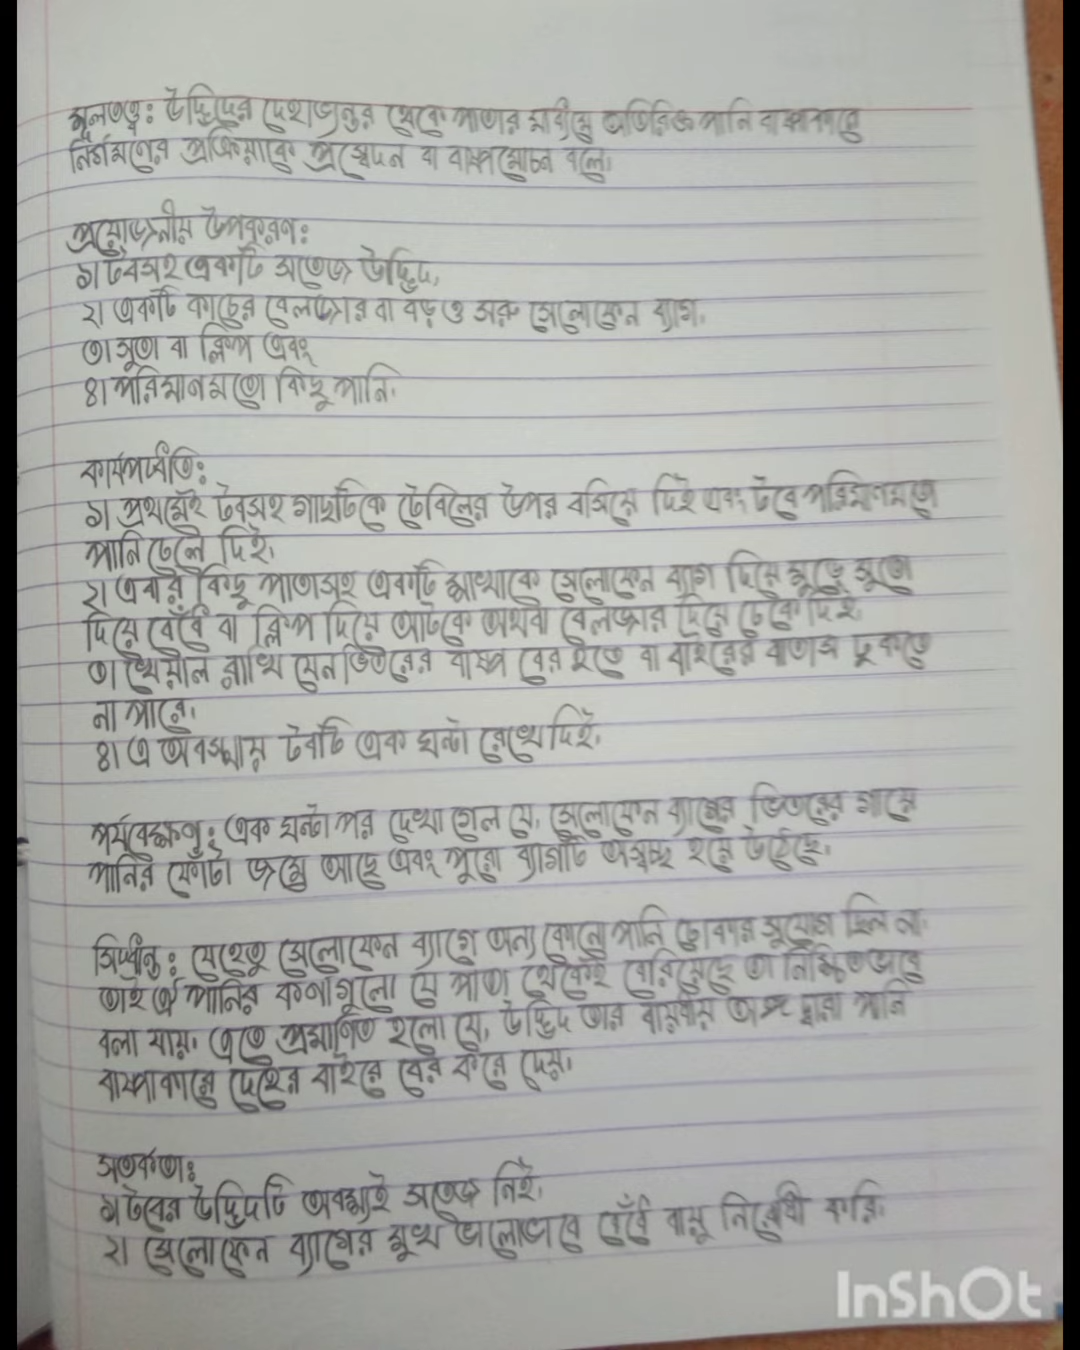 মূলতত্ত্ব: উদ্ভিদের দেহাভ্যন্তর থেকে পাতার মাধ্যমে অতিরিক্ত পানি বাষ্পাকারে
নির্গমনের প্রক্রিয়াকে প্রস্বেদন বা বাষ্পমোচন বলে।
প্রয়োজনীয় উপকরণ:
১। টবসহ একটি সতেজ উদ্ভিদ,
২। একটি কাচের বেলজার বা বড় ও সরু সেলোফেন ব্যাগ,
৩। সুতা বা ক্লিপ এবং
৪। পরিমানমতো কিছু পানি।
কার্যপদ্ধতি:
১। প্রথমেই টবসহ গাছটিকে টেবিলের উপর বসিয়ে দিই এবং টবে পরিমানমতো
পানি ঢেলে দিই।
২। এবার কিছু পাতাসহ একটি শাখাকে সেলোফেন ব্যাগ দিয়ে মুড়ে সুতো
দিয়ে বেঁধে বা ক্লিপ দিয়ে আটকে অথবা বেলজার দিয়ে ঢেকে দিই।
৩। খেয়াল রাখি যেন ভিতরের বাষ্প বের হতে বা বাইরের বাতাস ঢুকতে
না পারে।
৪। এ অবস্থায় টবটি এক ঘন্টা রেখে দিই।
পর্যবেক্ষণ: এক ঘন্টা পর দেখা গেল যে, সেলোফেন ব্যাগের ভিতরের গায়ে
পানির ফোঁটা জমে আছে এবং পুরো ব্যাগটি অস্বচ্ছ হয়ে উঠেছে।
সিদ্ধান্ত: যেহেতু সেলোফেন ব্যাগে অন্য কোনো পানি ঢোকার সুযোগ ছিল না।
তাই ঐ পানির কণাগুলো যে পাতা থেকেই বেরিয়েছে তা নিশ্চিতভাবে
বলা যায়। এতে প্রমাণিত হলো যে, উদ্ভিদ তার বায়বীয় অংশ দ্বারা পানি
বাষ্পাকারে দেহের বাইরে বের করে দেয়।
সতর্কতা:
১। টবের উদ্ভিদটি অবশ্যই সতেজ নিই।
২। সেলোফেন ব্যাগের মুখ ভালোভাবে বেঁধে বায়ু নিরোধী করি।
InShOt